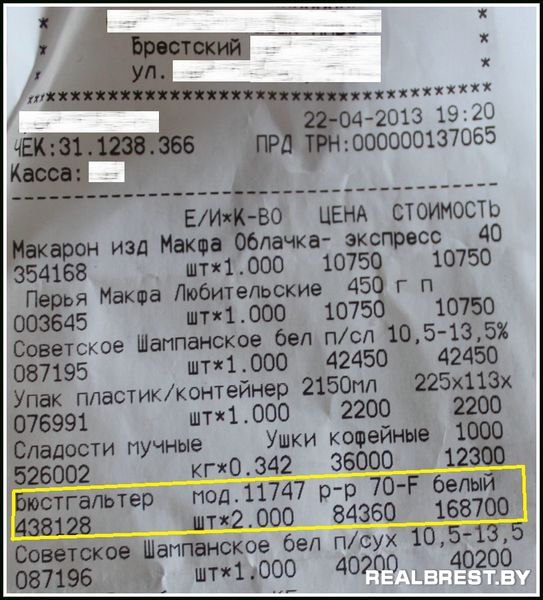 Брестский
ул.
22-04-2013 19:20
ЧЕК:31.1238.366 ПРД ТРН:000000137065
Касса:
Е/И*К-ВО ЦЕНА СТОИМОСТЬ
Макарон изд Макфа Облачка- экспресс 40
354168 шт*1.000 10750 10750
Перья Макфа Любительские 450 г п
003645 шт*1.000 10750 10750
Советское Шампанское бел п/сл 10,5-13,5%
087195 шт*1.000 42450 42450
Упак пластик/контейнер 2150мл 225х113х
076991 шт*1.000 2200 2200
Сладости мучные Ушки кофейные 1000
526002 кг*0.342 36000 12300
Бюстгальтер мод.11747 р-р 70-F белый
438128 шт*2.000 84360 168700
Советское Шампанское бел п/сух 10,5-13,5
087196 шт*1.000 40200 40200
REALBREST.BY